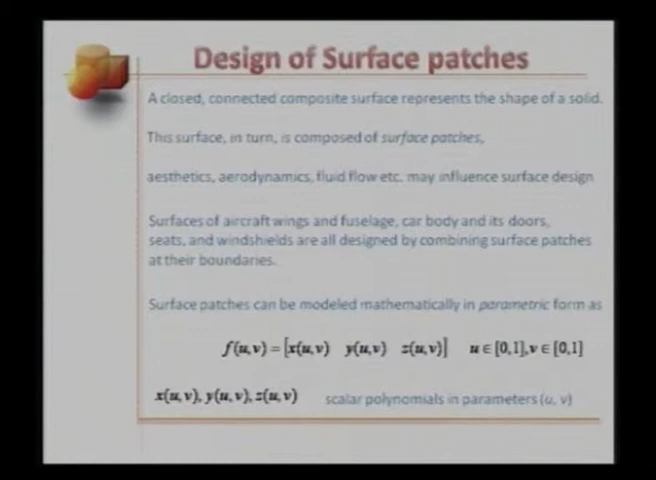 Design of Surface patches
A closed, connected composite surface represents the shape of a solid.
This surface, in turn, is composed of surface patches,
aesthetics, aerodynamics, fluid flow etc. may influence surface design
Surfaces of aircraft wings and fuselage, car body and its doors,
seats, and windshields are all designed by combining surface patches
at their boundaries.
Surface patches can be modeled mathematically in parametric form as
f(u,v) = [x(u,v) y(u,v) z(u,v)] u ∈ [0,1], v ∈ [0,1]
x(u,v), y(u,v), z(u,v) scalar polynomials in parameters (u, v)